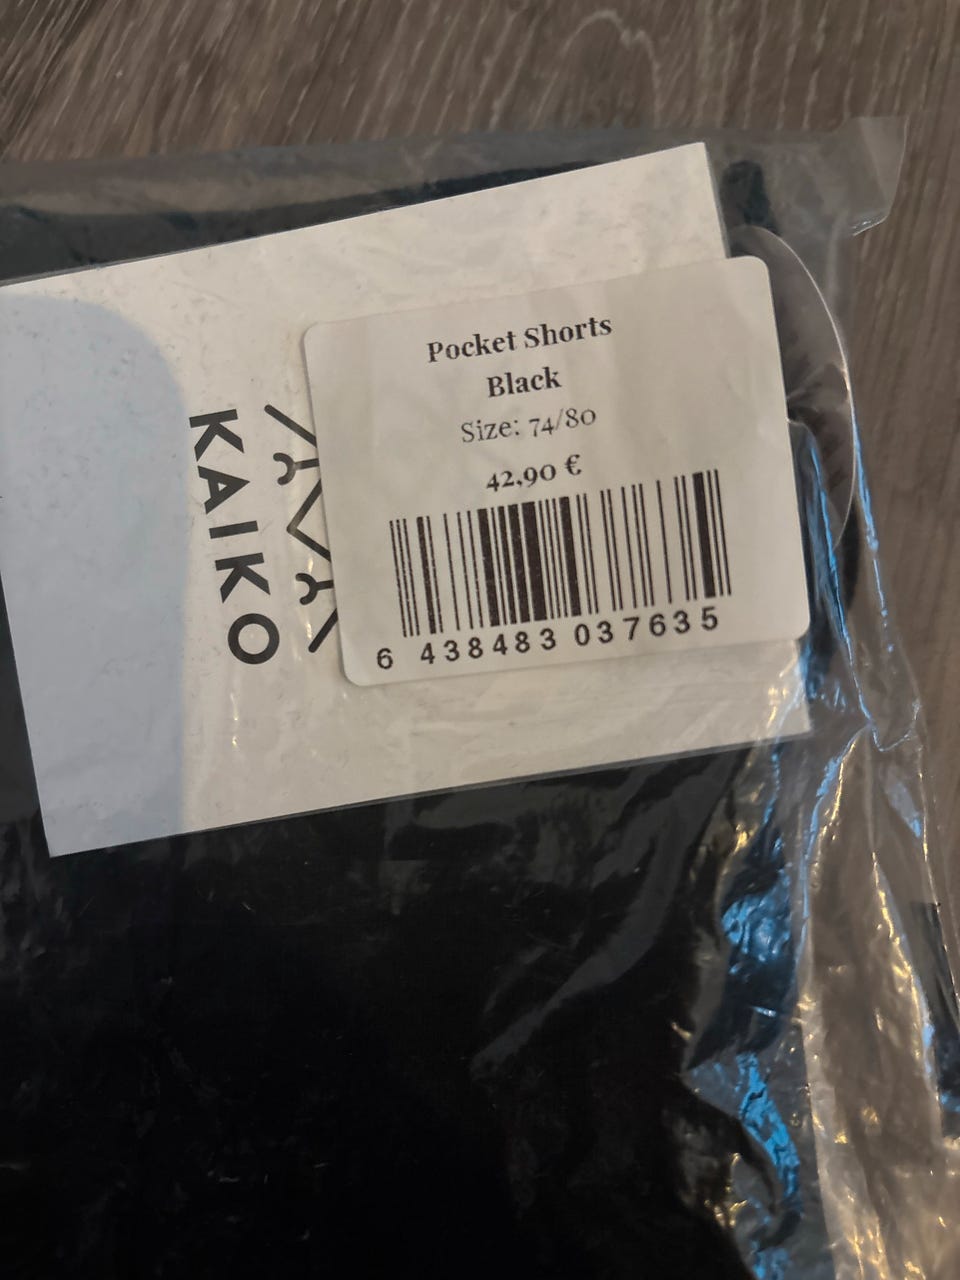 KAIKO
Pocket Shorts
Black
Size: 74/80
42,90 €
6 438483 037635